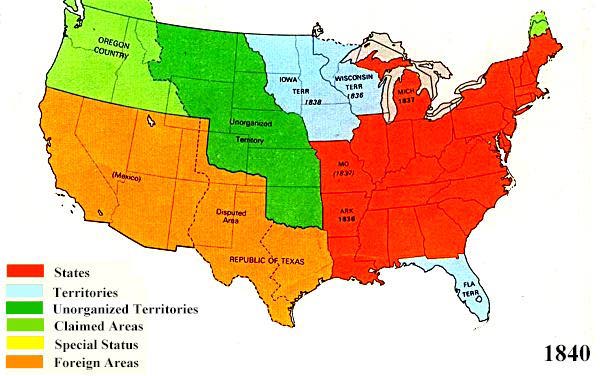 OREGON
COUNTRY
IOWA
TERR
1838
WISCONSIN
TERR
1836
MICH
1837
Unorganized
Territory
MO
(1837)
(Mexico)
ARK
1836
Disputed
Area
REPUBLIC OF TEXAS
FLA
TERR
States
Territories
Unorganized Territories
Claimed Areas
Special Status
Foreign Areas
1840